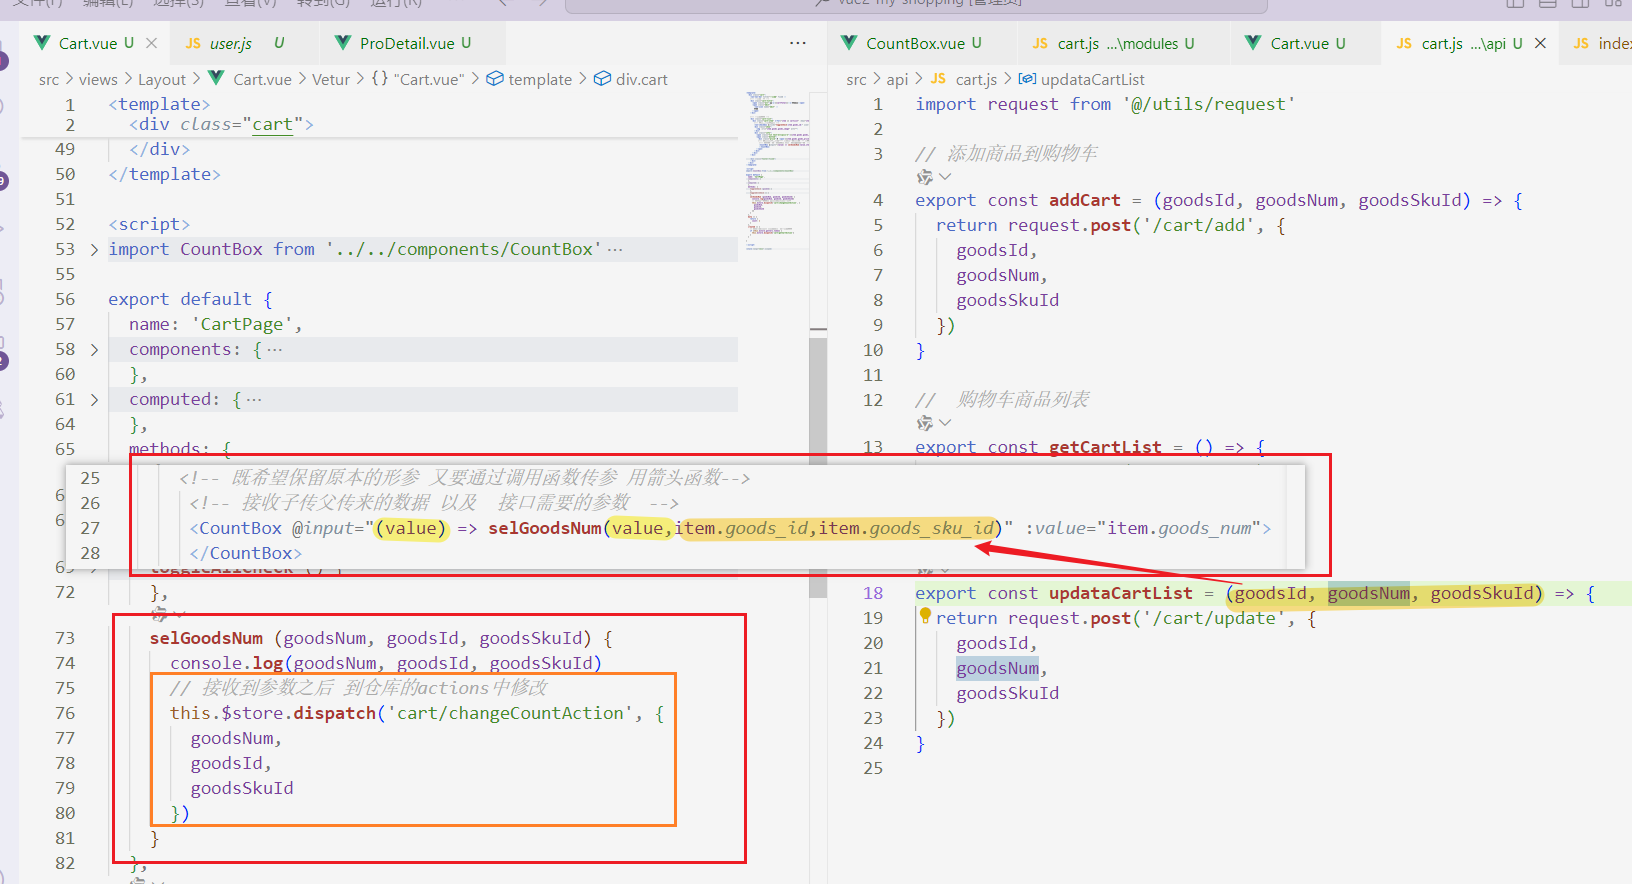 文件(F) 编辑(E) 选择(S) 查看(V) 转到(G) 运行(R)
vue2-my-shopping [管理员]
Cart.vue U
JS user.js U
ProDetail.vue U
src > views > Layout > Cart.vue > Vetur > {} "Cart.vue" > template > div.cart
1 <template>
2 <div class="cart">
49 </div>
50 </template>
51
52 <script>
53 import CountBox from '../../components/CountBox'···
55
56 export default {
57 name: 'CartPage',
58 components: {···
60 },
61 computed: {···
64 },
65 methods: {
25 <!-- 既希望保留原本的形参 又要通过调用函数传参 用箭头函数-->
26 <!-- 接收子传父传来的数据 以及  接口需要的参数  -->
27 <CountBox @input="(value) => selGoodsNum(value,item.goods_id,item.goods_sku_id)" :value="item.goods_num">
28 </CountBox>
72 },
73 selGoodsNum (goodsNum, goodsId, goodsSkuId) {
74 console.log(goodsNum, goodsId, goodsSkuId)
75 // 接收到参数之后 到仓库的actions中修改
76 this.$store.dispatch('cart/changeCountAction', {
77 goodsNum,
78 goodsId,
79 goodsSkuId
80 })
81 }
82 },
CountBox.vue U
JS cart.js ...\modules U
Cart.vue U
JS cart.js ...\api U
JS index
src > api > JS cart.js > updataCartList
1 import request from '@/utils/request'
2
3 // 添加商品到购物车
4 export const addCart = (goodsId, goodsNum, goodsSkuId) => {
5 return request.post('/cart/add', {
6 goodsId,
7 goodsNum,
8 goodsSkuId
9 })
10 }
11
12 //  购物车商品列表
13 export const getCartList = () => {
18 export const updataCartList = (goodsId, goodsNum, goodsSkuId) => {
19 return request.post('/cart/update', {
20 goodsId,
21 goodsNum,
22 goodsSkuId
23 })
24 }
25